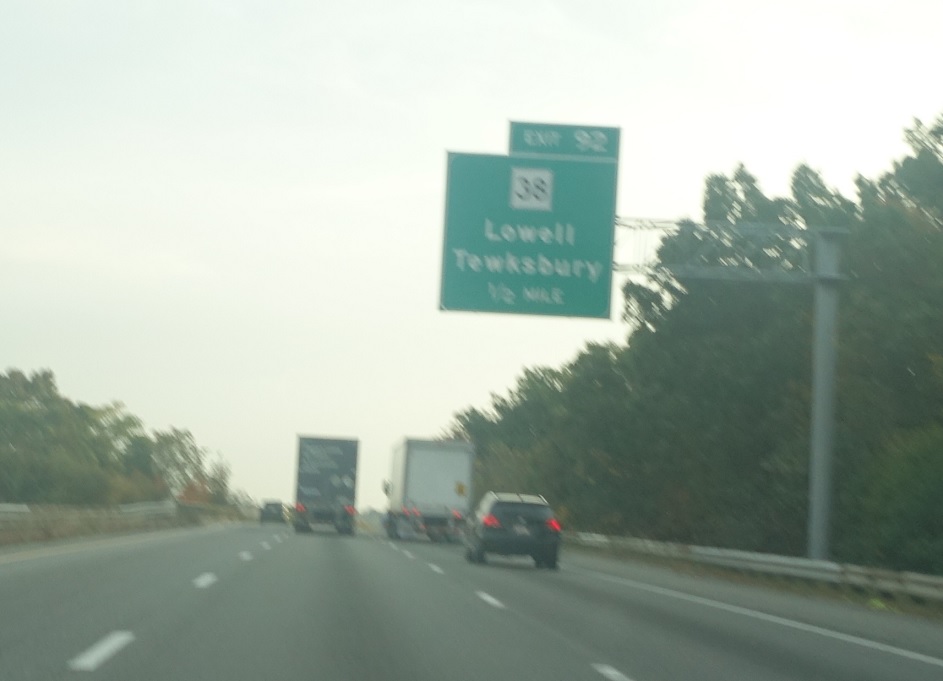 EXIT 92
38
Lowell
Tewksbury
1/2 MILE